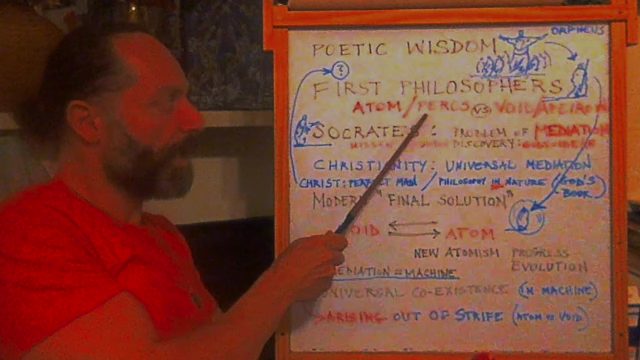 POETIC WISDOM
ORPHEUS
FIRST PHILOSOPHERS
ATOM/PERAS VS VOID/APEIRON
SOCRATES: PROBLEM OF MEDIATION
DISCOVERY:
CHRISTIANITY: UNIVERSAL MEDIATION
CHRIST: PERFECT MAN / PHILOSOPHY IN NATURE (GOD'S BOOK)
MODERN "FINAL SOLUTION"
VOID ATOM
NEW ATOMISM PROGRESS
EVOLUTION
MEDIATION = MACHINE
UNIVERSAL CO-EXISTENCE (IN MACHINE)
ARISING OUT OF STRIFE (ATOM VS VOID)